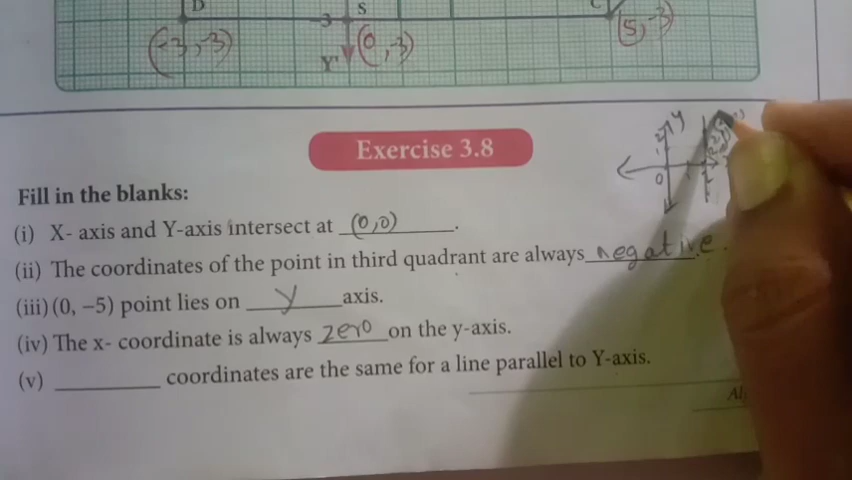 D
-3
S
C
(-3,-3)
Y'
(0,-3)
(5,-3)
Exercise 3.8
Y
0
Fill in the blanks:
(i) X- axis and Y-axis intersect at (0,0).
(ii) The coordinates of the point in third quadrant are always negative.
(iii) (0, –5) point lies on y axis.
(iv) The x- coordinate is always zero on the y-axis.
(v) __________ coordinates are the same for a line parallel to Y-axis.